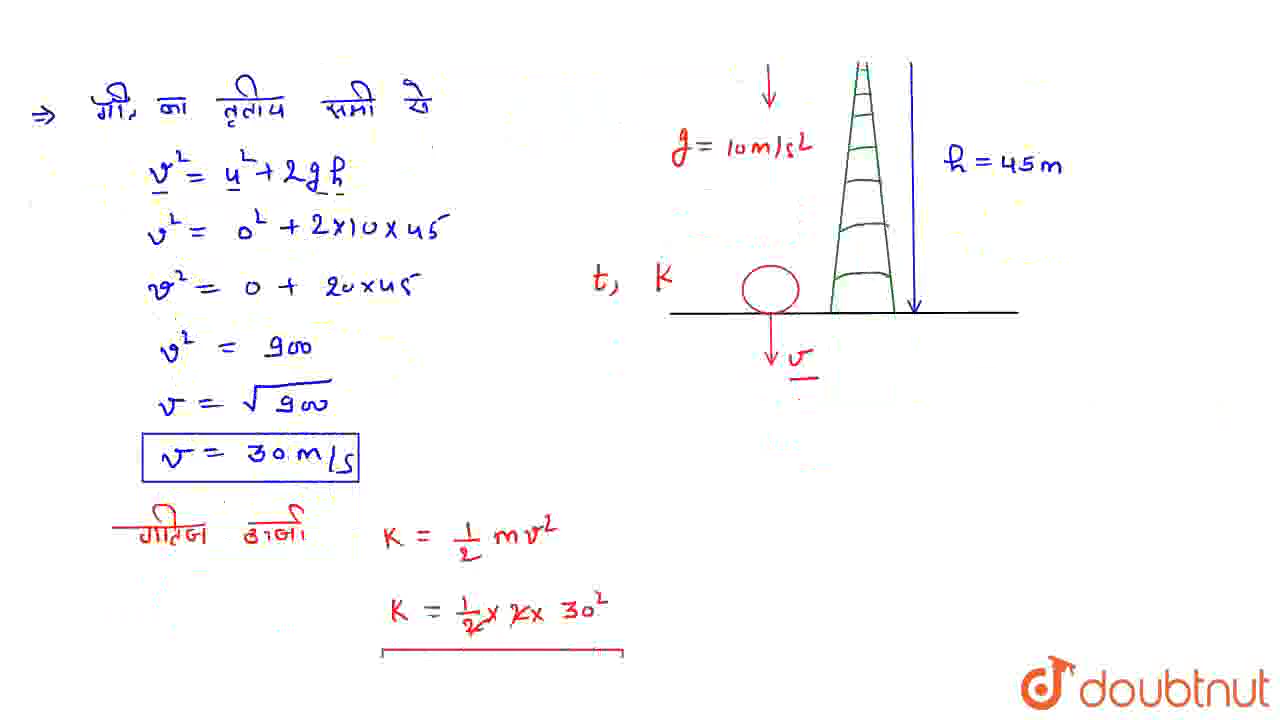 ⇒ गति का तृतीय समी से
v² = u² + 2gh
v² = 0² + 2×10×45
v² = 0 + 20×45
v² = 900
v = √900
v = 30 m/s
गतिज ऊर्जा K = 1/2 mv²
K = 1/2 × 2 × 30²
g = 10 m/s²
h = 45 m
t, K
v
doubtnut